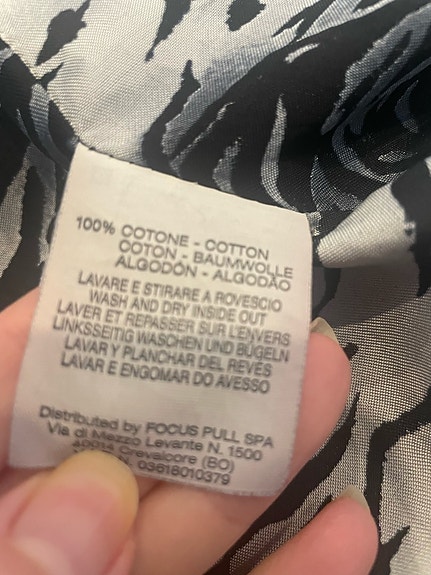 100% COTONE - COTTON
COTON - BAUMWOLLE
ALGODÓN - ALGODÃO
LAVARE E STIRARE A ROVESCIO
WASH AND DRY INSIDE OUT
LAVER ET REPASSER SUR L'ENVERS
LINKSSEITIG WASCHEN UND BÜGELN
LAVAR Y PLANCHAR DEL REVÉS
LAVAR E ENGOMAR DO AVESSO
Distributed by FOCUS PULL SPA
Via di Mezzo Levante N. 1500
40014 Crevalcore (BO)
03618010379